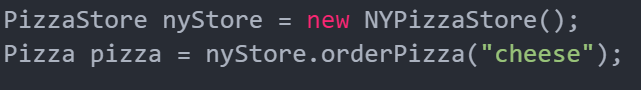 PizzaStore nyStore = new NYPizzaStore();
Pizza pizza = nyStore.orderPizza("cheese");